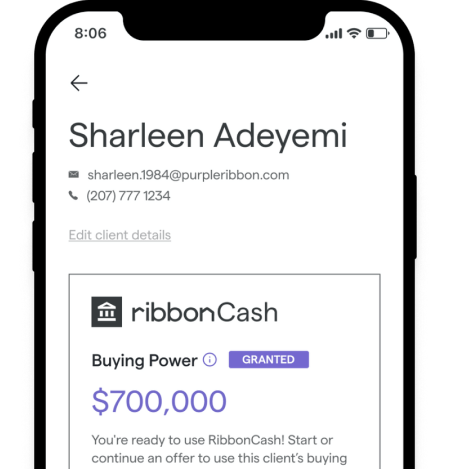 8:06
Sharleen Adeyemi
sharleen.1984@purpleribbon.com
(207) 777 1234
Edit client details
ribbonCash
Buying Power GRANTED
$700,000
You're ready to use RibbonCash! Start or
continue an offer to use this client's buying